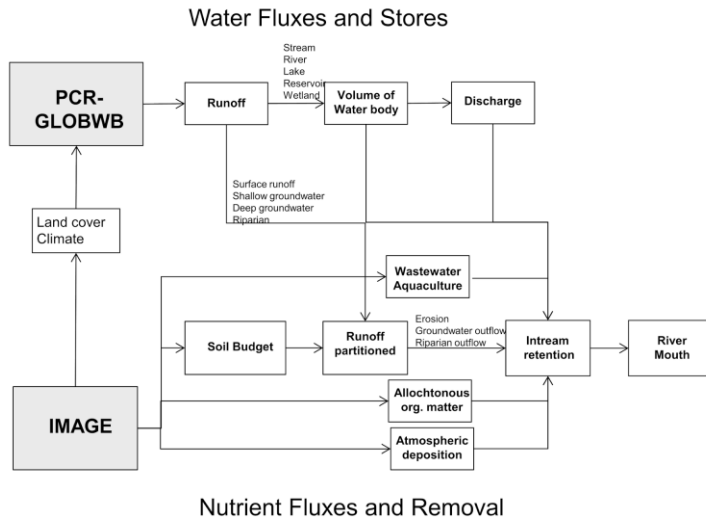 Water Fluxes and Stores
Stream
River
Lake
Reservoir
Wetland
PCR-
GLOBWB
Runoff
Volume of
Water body
Discharge
Surface runoff
Shallow groundwater
Deep groundwater
Riparian
Land cover
Climate
Wastewater
Aquaculture
Erosion
Groundwater outflow
Riparian outflow
Soil Budget
Runoff
partitioned
Intream
retention
River
Mouth
IMAGE
Allochtonous
org. matter
Atmospheric
deposition
Nutrient Fluxes and Removal